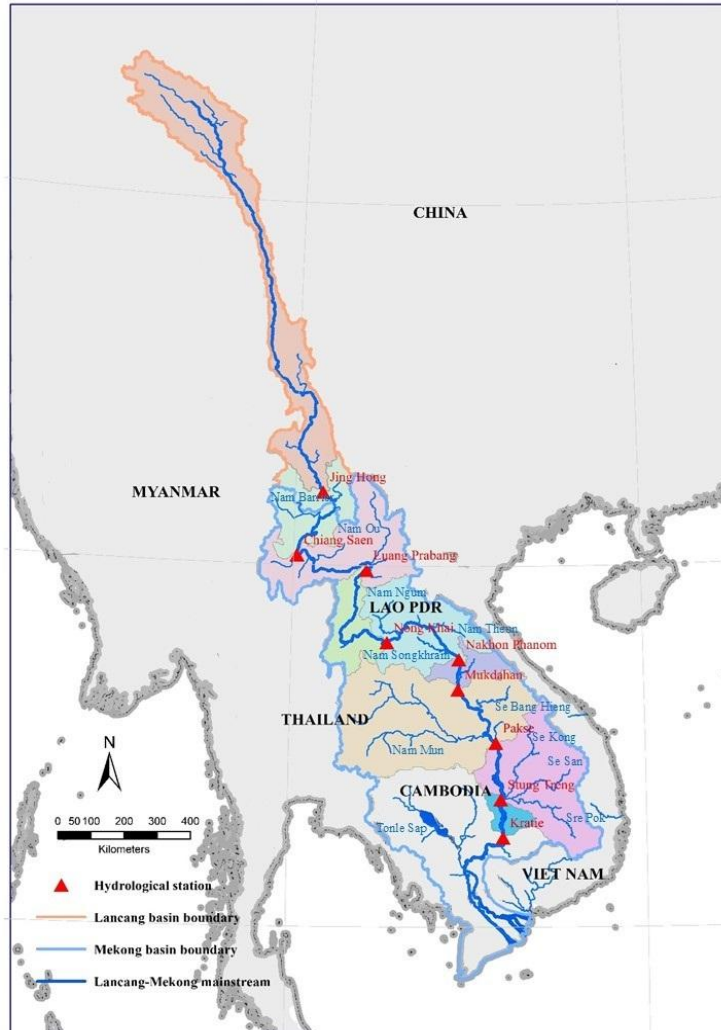 CHINA
MYANMAR
Jing Hong
Nam Ou
Chiang Saen
Luang Prabang
Nam Ngum
LAO PDR
Nam Theon
Nong Khai
Nakhon Phanom
Nam Songkhram
Mukdahan
Se Bang Hieng
THAILAND
Pakse
Se Kong
Nam Mun
Se San
Stung Treng
CAMBODIA
Sre Pok
Tonle Sap
Kratie
VIET NAM
N
0 50 100 200 300 400
Kilometers
Hydrological station
Lancang basin boundary
Mekong basin boundary
Lancang-Mekong mainstream